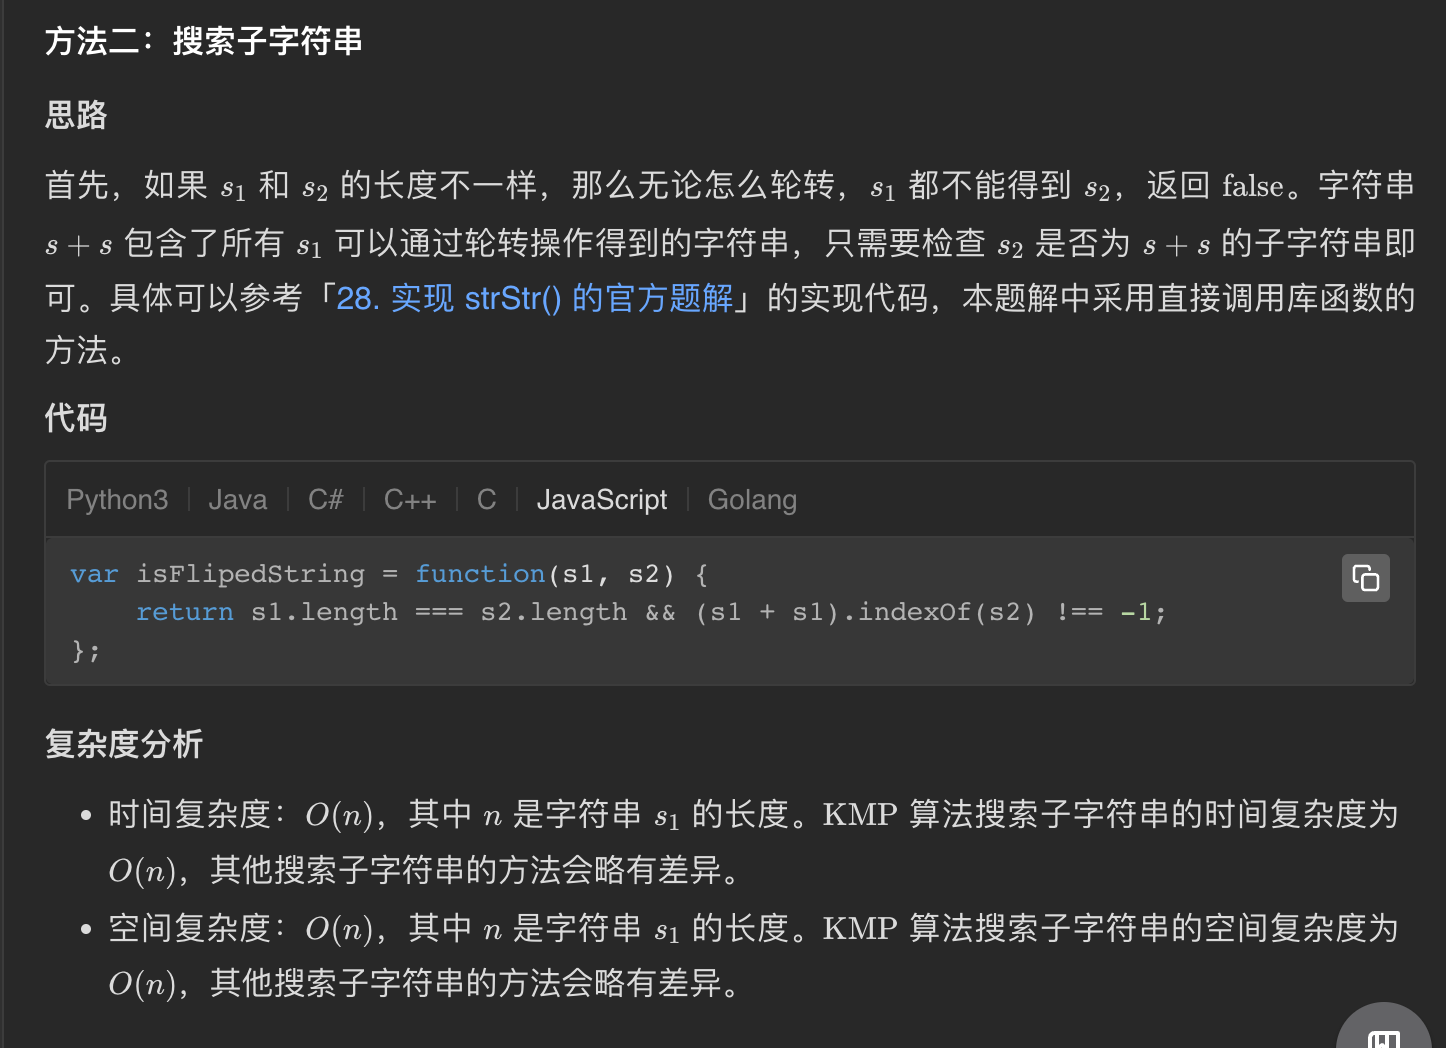 方法二：搜索子字符串
思路
首先，如果 s₁ 和 s₂ 的长度不一样，那么无论怎么轮转，s₁ 都不能得到 s₂，返回 false。字符串
s + s 包含了所有 s₁ 可以通过轮转操作得到的字符串，只需要检查 s₂ 是否为 s + s 的子字符串即
可。具体可以参考「28. 实现 strStr() 的官方题解」的实现代码，本题解中采用直接调用库函数的
方法。
代码
Python3 | Java | C# | C++ | C | JavaScript | Golang
var isFlipedString = function(s1, s2) {
    return s1.length === s2.length && (s1 + s1).indexOf(s2) !== -1;
};
复杂度分析
• 时间复杂度：O(n)，其中 n 是字符串 s₁ 的长度。KMP 算法搜索子字符串的时间复杂度为
O(n)，其他搜索子字符串的方法会略有差异。
• 空间复杂度：O(n)，其中 n 是字符串 s₁ 的长度。KMP 算法搜索子字符串的空间复杂度为
O(n)，其他搜索子字符串的方法会略有差异。